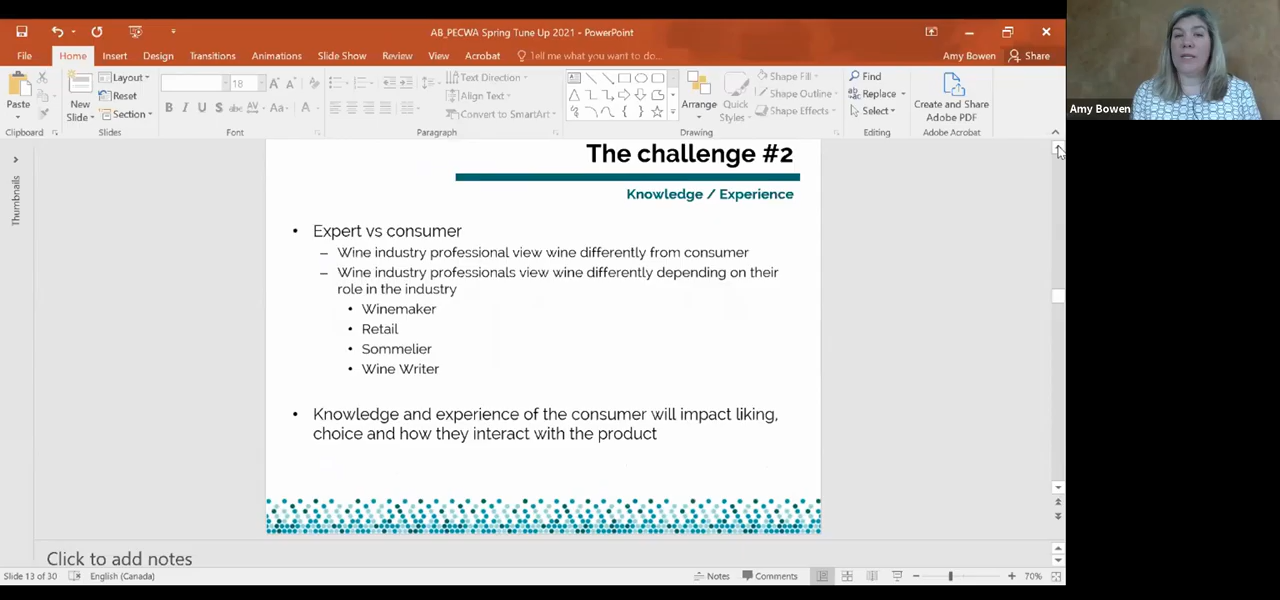 AB_PECWA Spring Tune Up 2021 - PowerPoint
File Home Insert Design Transitions Animations Slide Show Review View Acrobat Tell me what you want to do... Amy Bowen Share
Paste
Clipboard
New Slide
Layout
Reset
Section
Slides
18
B I U S abc AV Aa A
Font
Text Direction
Align Text
Convert to SmartArt
Paragraph
Arrange
Quick Styles
Shape Fill
Shape Outline
Shape Effects
Drawing
Find
Replace
Select
Editing
Create and Share Adobe PDF
Adobe Acrobat
Amy Bowen
Thumbnails
The challenge #2
Knowledge / Experience
• Expert vs consumer
– Wine industry professional view wine differently from consumer
– Wine industry professionals view wine differently depending on their
role in the industry
• Winemaker
• Retail
• Sommelier
• Wine Writer
• Knowledge and experience of the consumer will impact liking,
choice and how they interact with the product
Click to add notes
Slide 13 of 30 English (Canada) Notes Comments 70%